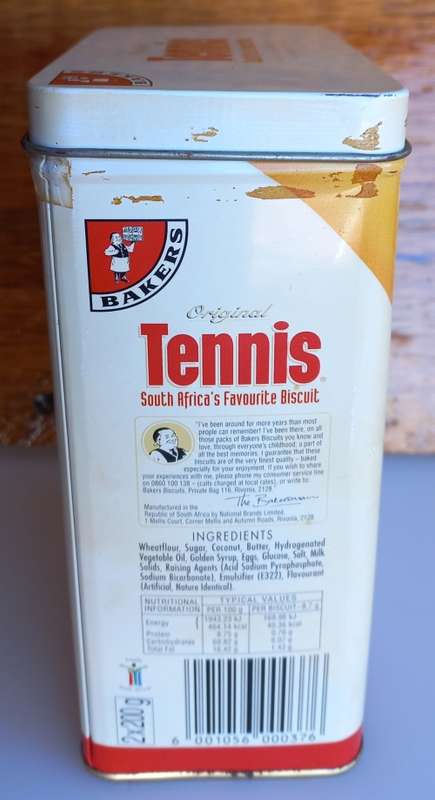 BAKERS
Original
Tennis
South Africa's Favourite Biscuit
"I've been around for more years than most
people can remember! I've been there, on all
those packs of Bakers Biscuits you know and
love, through everyone's childhood, a part of
all the best memories. I guarantee that these
biscuits are of the very finest quality – baked
especially for your enjoyment. If you wish to share
your experiences with me, please phone my consumer service line
on 0800 100 138 – (calls charged at local rates), or write to:
Bakers Biscuits, Private Bag 116, Rivonia, 2128."
The Bakersman
Manufactured in the
Republic of South Africa by National Brands Limited,
1 Mellis Court, Corner Mellis and Autumn Roads, Rivonia, 2128
INGREDIENTS
Wheatflour, Sugar, Coconut, Butter, Hydrogenated
Vegetable Oil, Golden Syrup, Eggs, Glucose, Salt, Milk
Solids, Raising Agents (Acid Sodium Pyrophosphate,
Sodium Bicarbonate), Emulsifier (E322), Flavourant
(Artificial, Nature Identical).
NUTRITIONAL INFORMATION
TYPICAL VALUES
PER 100 g PER BISCUIT
Energy
Protein
Carbohydrates
Total Fat
2x200 g
6 001056 000376